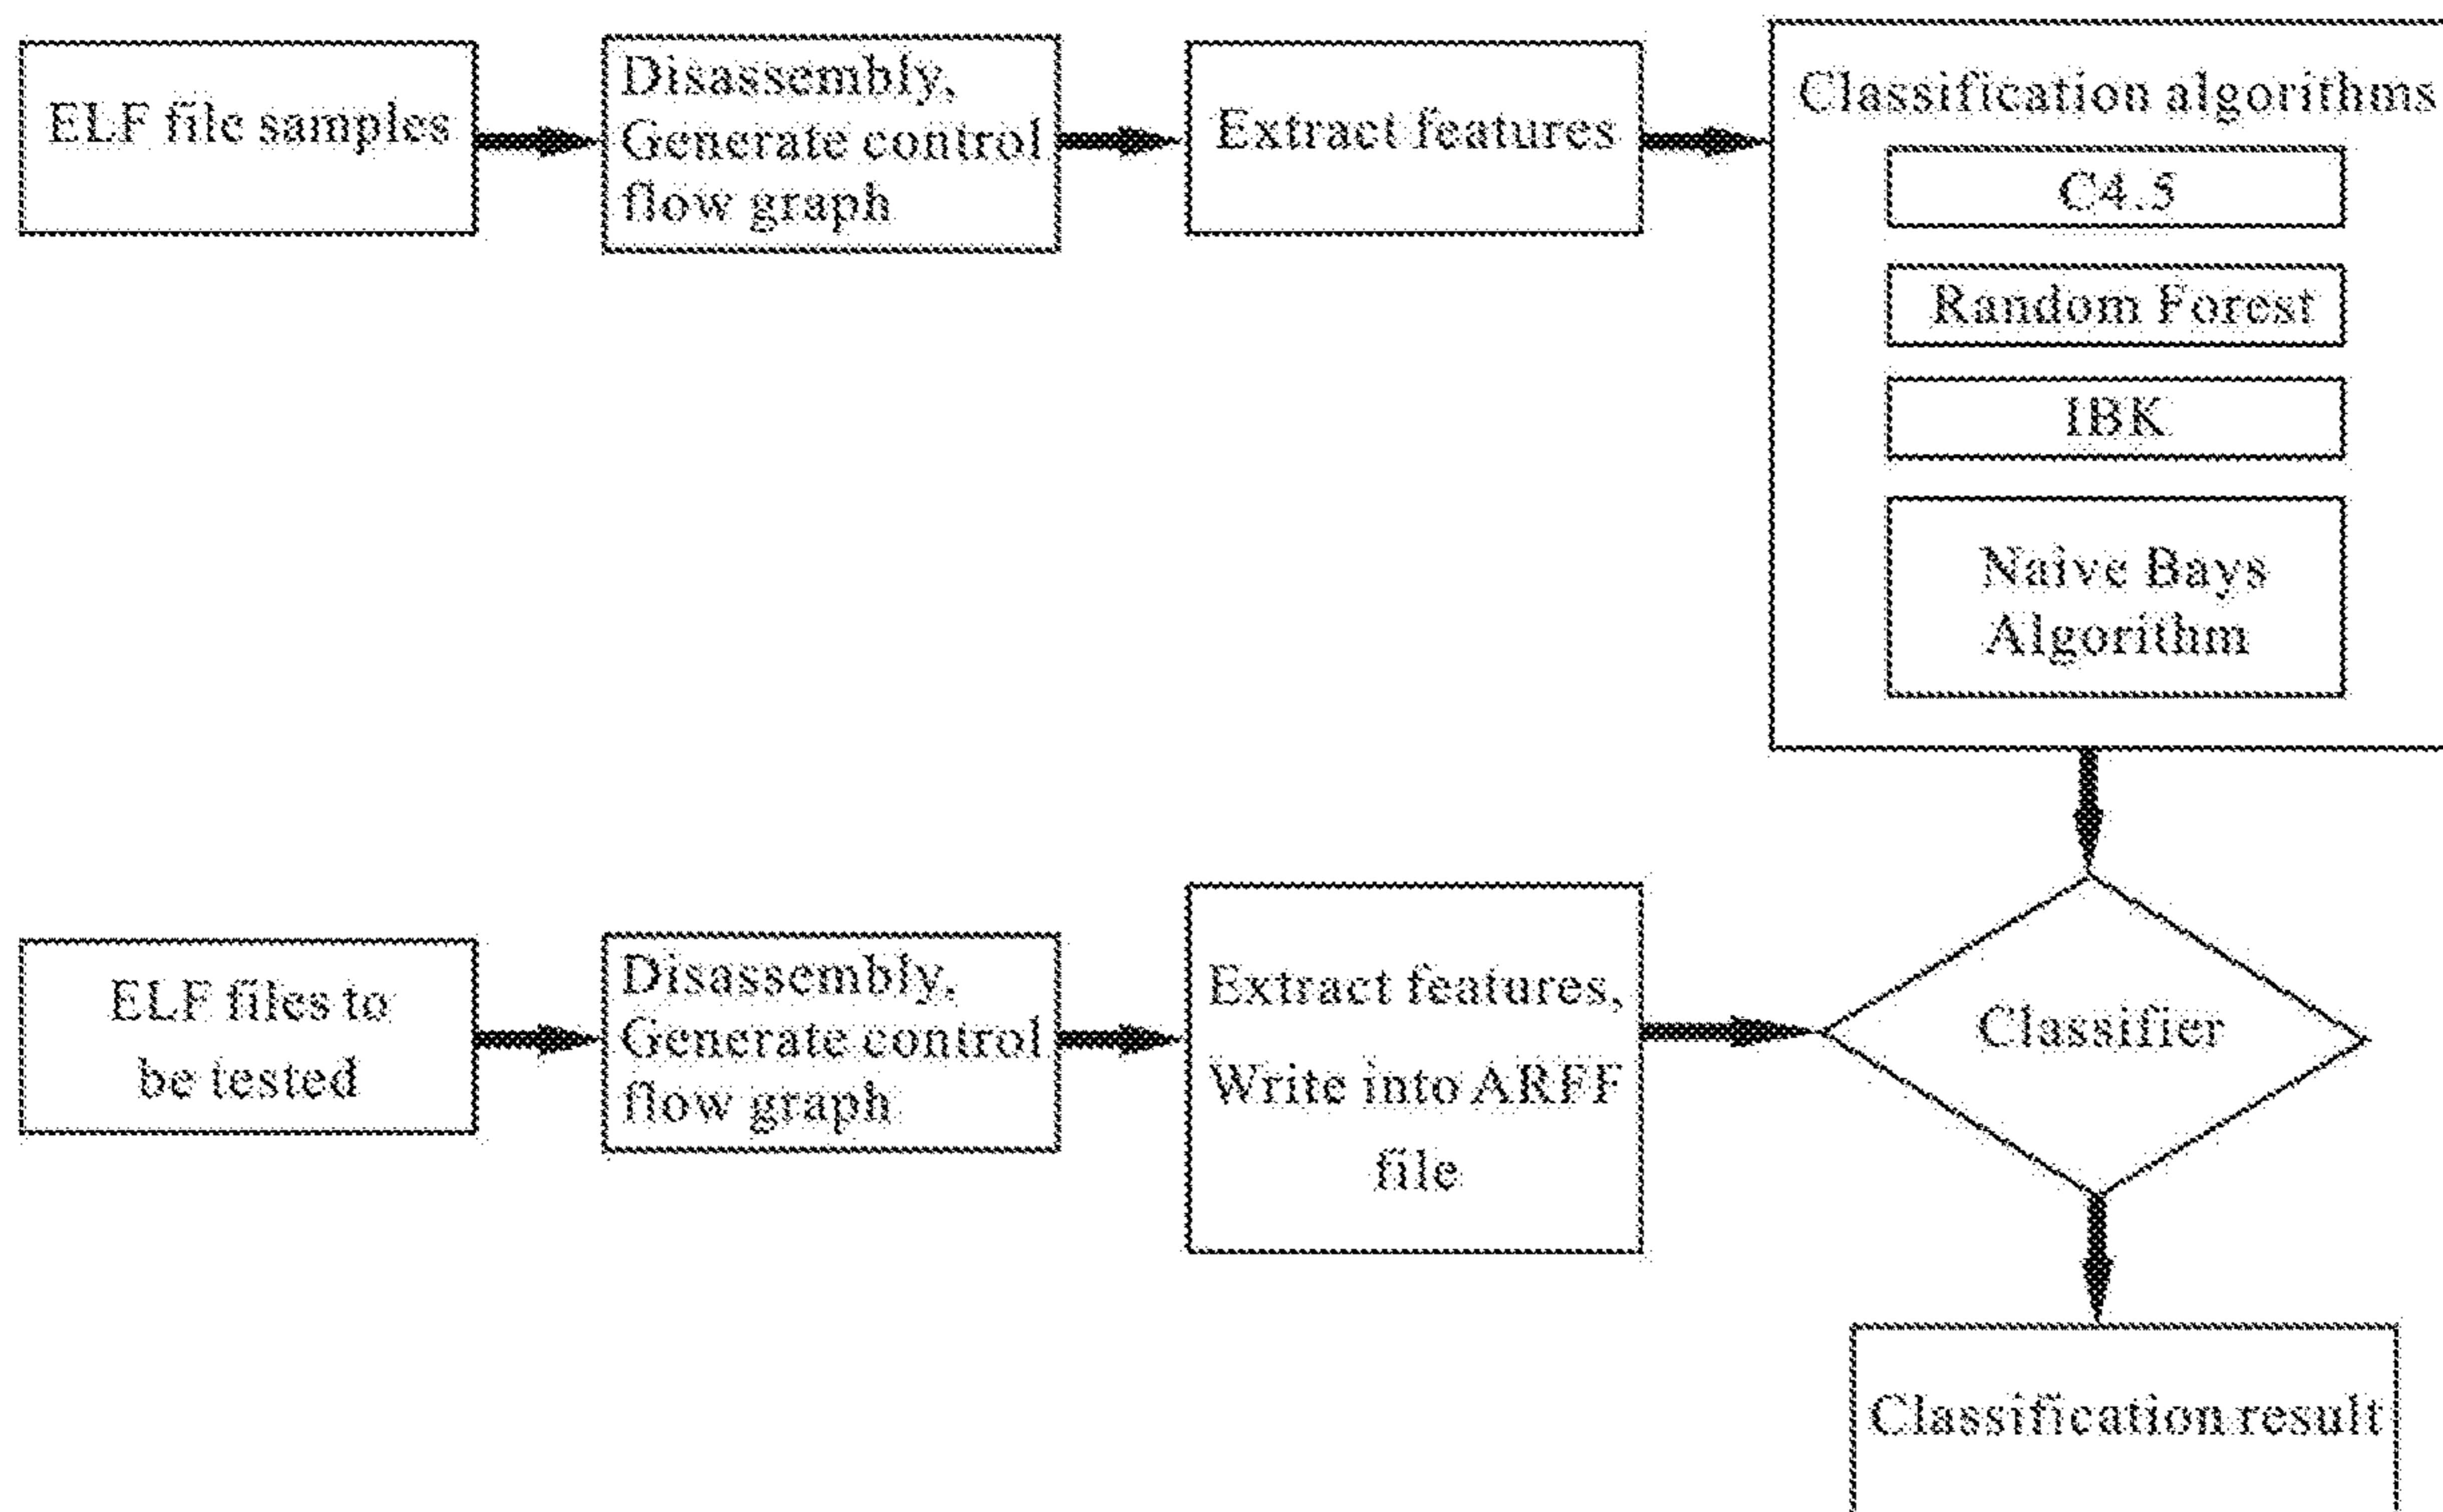 ELF file samples
Disassembly,
Generate control
flow graph
Extract features
Classification algorithms
C4.5
Random Forest
IBK
Naive Bays
Algorithm
ELF files to
be tested
Disassembly,
Generate control
flow graph
Extract features,
Write into ARFF
file
Classifier
Classification result